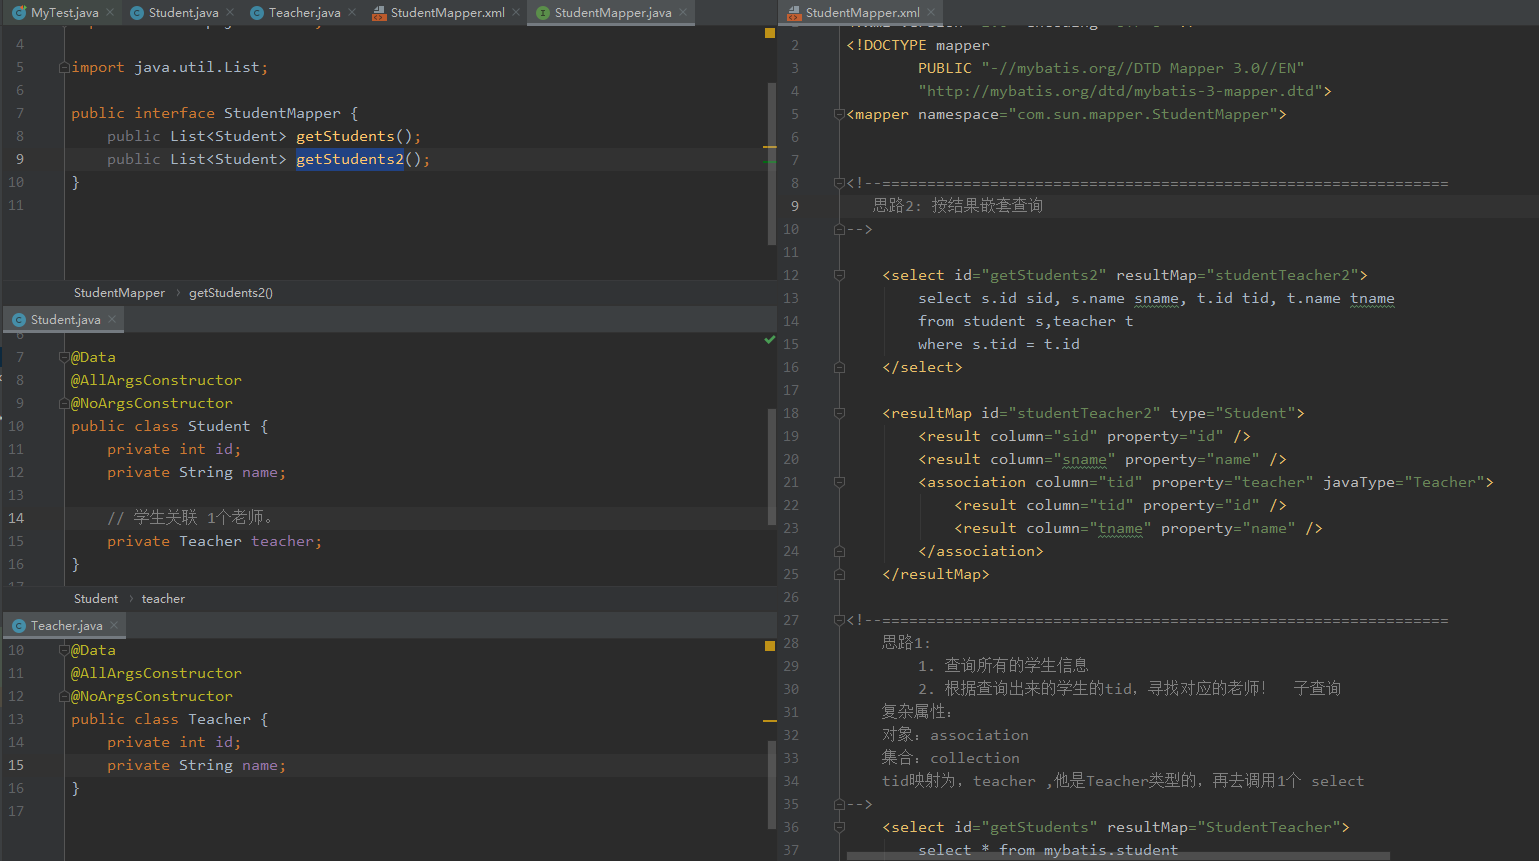 MyTest.java
Student.java
Teacher.java
StudentMapper.xml
StudentMapper.java
4
5 import java.util.List;
6
7 public interface StudentMapper {
8 public List<Student> getStudents();
9 public List<Student> getStudents2();
10 }
11
StudentMapper › getStudents2()
Student.java
6
7 @Data
8 @AllArgsConstructor
9 @NoArgsConstructor
10 public class Student {
11 private int id;
12 private String name;
13
14 // 学生关联 1个老师。
15 private Teacher teacher;
16 }
17
Student › teacher
Teacher.java
10 @Data
11 @AllArgsConstructor
12 @NoArgsConstructor
13 public class Teacher {
14 private int id;
15 private String name;
16 }
17
StudentMapper.xml
2 <!DOCTYPE mapper
3 PUBLIC "-//mybatis.org//DTD Mapper 3.0//EN"
4 "http://mybatis.org/dtd/mybatis-3-mapper.dtd">
5 <mapper namespace="com.sun.mapper.StudentMapper">
6
7
8 <!--===============================================================
9 思路2: 按结果嵌套查询
10 -->
11
12 <select id="getStudents2" resultMap="studentTeacher2">
13 select s.id sid, s.name sname, t.id tid, t.name tname
14 from student s,teacher t
15 where s.tid = t.id
16 </select>
17
18 <resultMap id="studentTeacher2" type="Student">
19 <result column="sid" property="id" />
20 <result column="sname" property="name" />
21 <association column="tid" property="teacher" javaType="Teacher">
22 <result column="tid" property="id" />
23 <result column="tname" property="name" />
24 </association>
25 </resultMap>
26
27 <!--===============================================================
28 思路1:
29 1. 查询所有的学生信息
30 2. 根据查询出来的学生的tid，寻找对应的老师！ 子查询
31 复杂属性：
32 对象：association
33 集合：collection
34 tid映射为，teacher ,他是Teacher类型的，再去调用1个 select
35 -->
36 <select id="getStudents" resultMap="StudentTeacher">
37 select * from mybatis.student